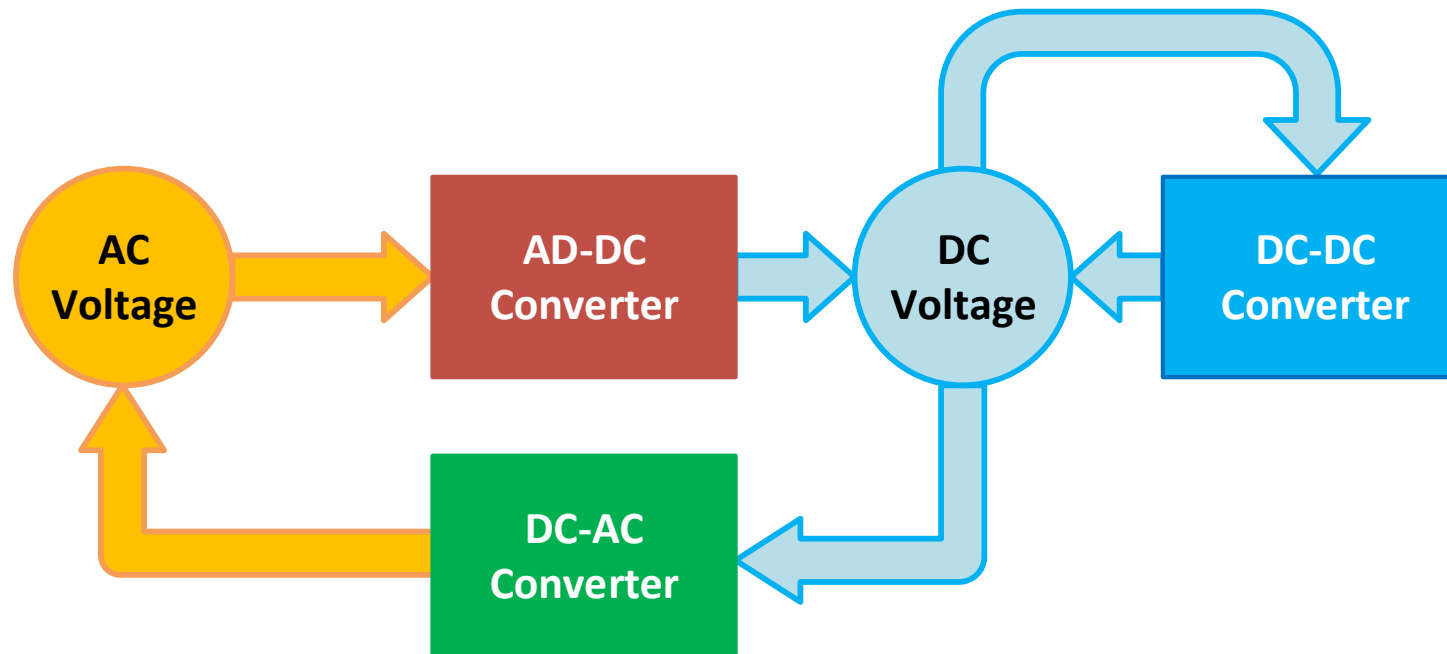 AC
Voltage
AD-DC
Converter
DC
Voltage
DC-DC
Converter
DC-AC
Converter